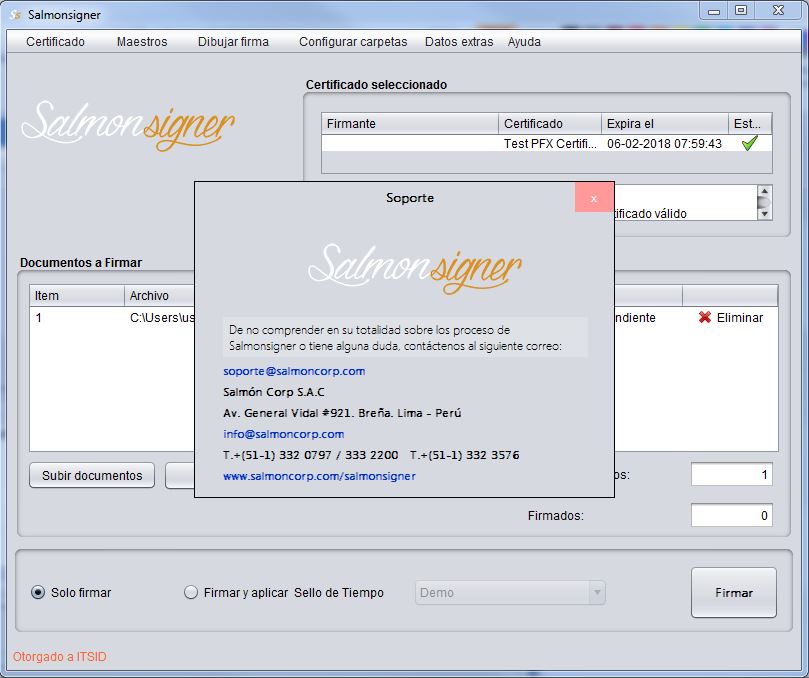 Salmonsigner
Certificado Maestros Dibujar firma Configurar carpetas Datos extras Ayuda
Salmonsigner
Certificado seleccionado
Firmante Certificado Expira el Est...
Test PFX Certifi... 06-02-2018 07:59:43
tificado válido
Soporte x
Salmonsigner
De no comprender en su totalidad sobre los proceso de
Salmonsigner o tiene alguna duda, contáctenos al siguiente correo:
soporte@salmoncorp.com
Salmón Corp S.A.C
Av. General Vidal #921. Breña. Lima - Perú
info@salmoncorp.com
T.+(51-1) 332 0797 / 333 2200 T.+(51-1) 332 3576
www.salmoncorp.com/salmonsigner
Documentos a Firmar
Item Archivo
1 C:\Users\us ndiente Eliminar
Subir documentos os: 1
Firmados: 0
Solo firmar Firmar y aplicar Sello de Tiempo Demo Firmar
Otorgado a ITSID